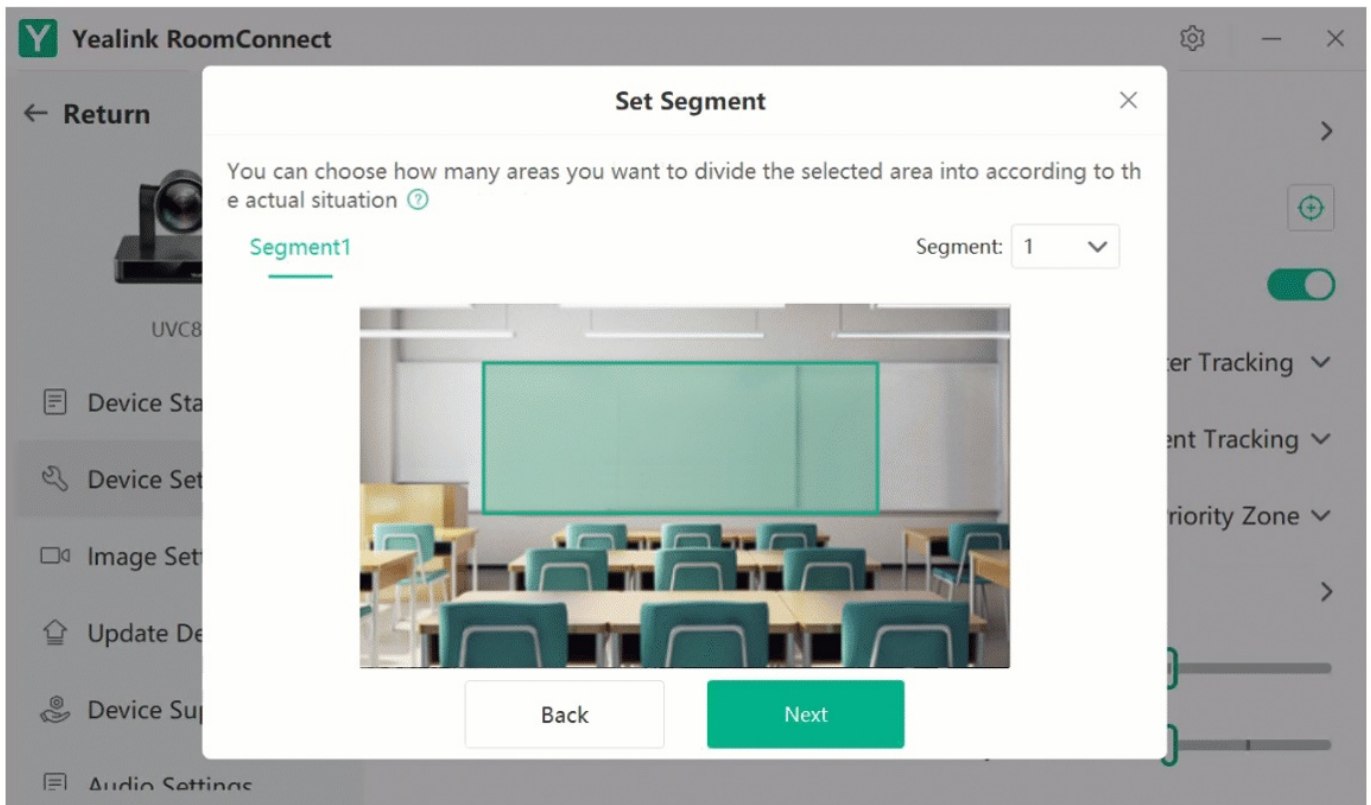 Yealink RoomConnect
Return
Set Segment
You can choose how many areas you want to divide the selected area into according to th
e actual situation
Segment1
Segment: 1
UVC8
Device Sta
er Tracking
Device Set
ent Tracking
Image Set
riority Zone
Update De
Device Su
Back
Next
Audio Settings